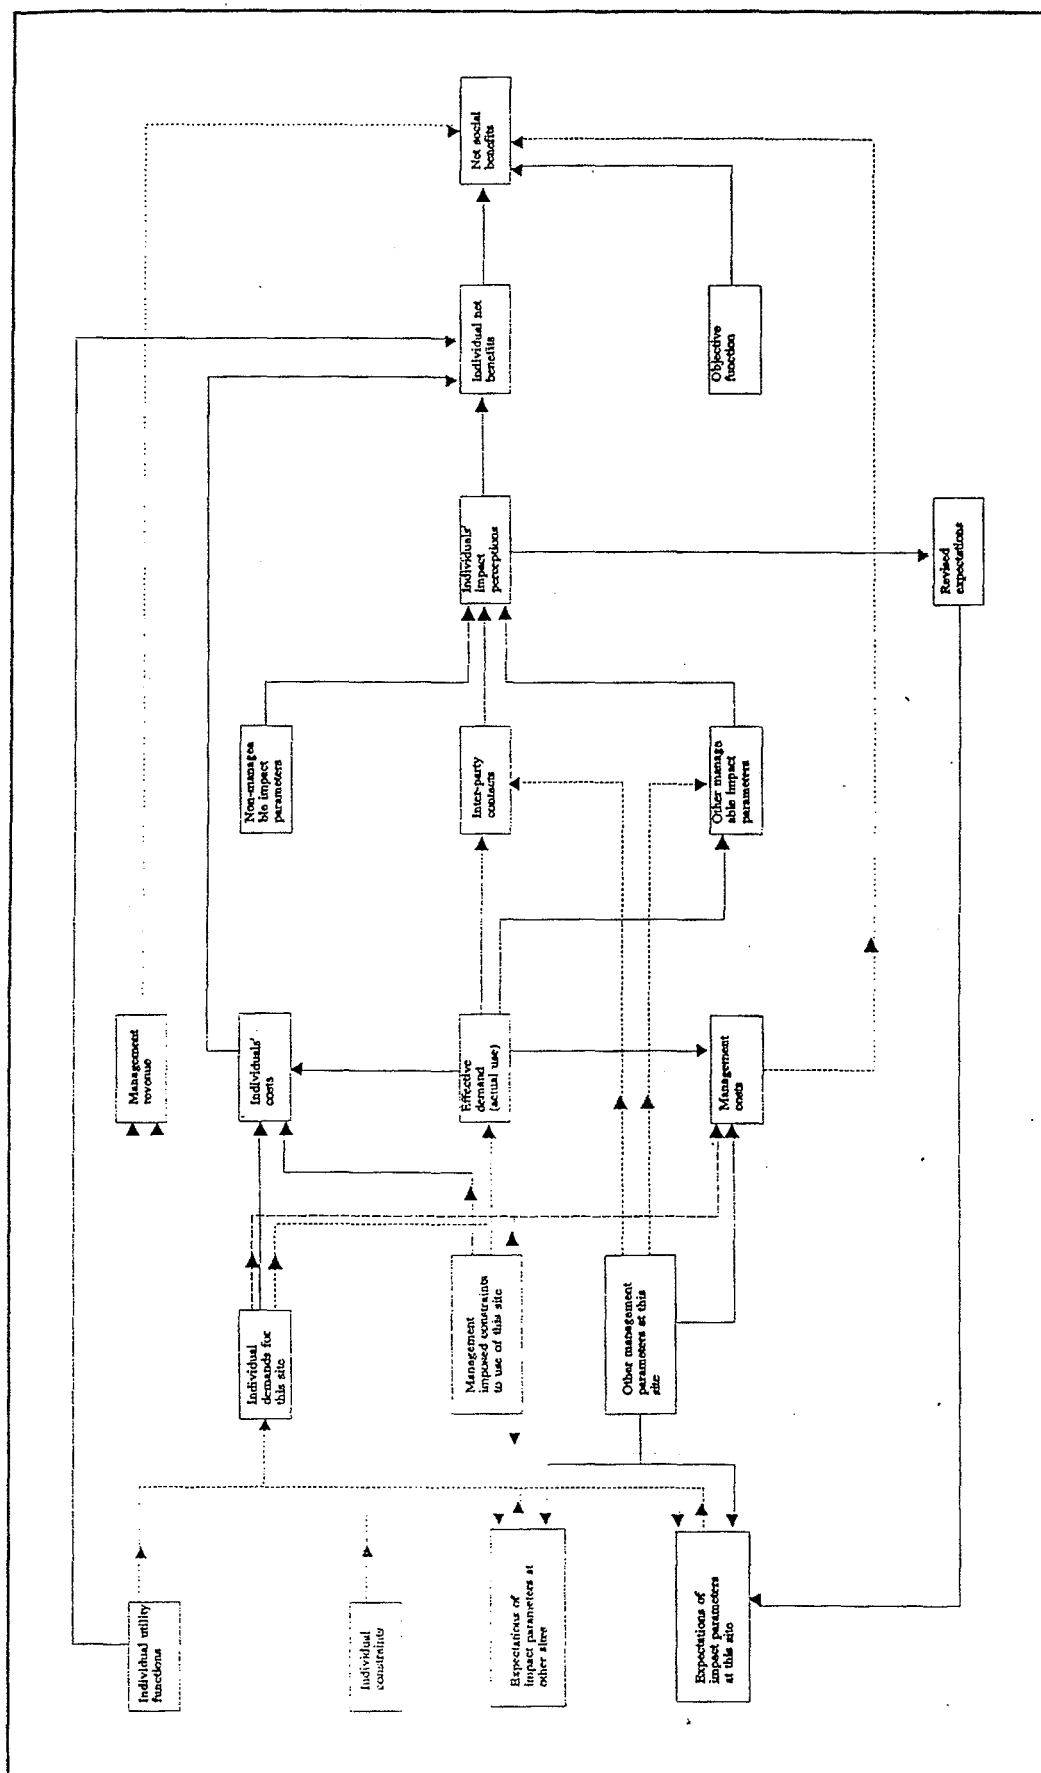 Individual utility
functions
Individual
constraints
Expectations of
impact parameters at
other sites
Expectations of
impact parameters
at this site
Individual
demands for
this site
Management
imposed constraints
to use of this site
Other management
parameters at this
site
Management
revenue
Individuals'
costs
Effective
demand
(actual use)
Management
costs
Non-managea
ble impact
parameters
Inter-party
contacts
Other manage
able impact
parameters
Individuals'
impact
perceptions
Revised
expectations
Individual net
benefits
Objective
function
Net social
benefits